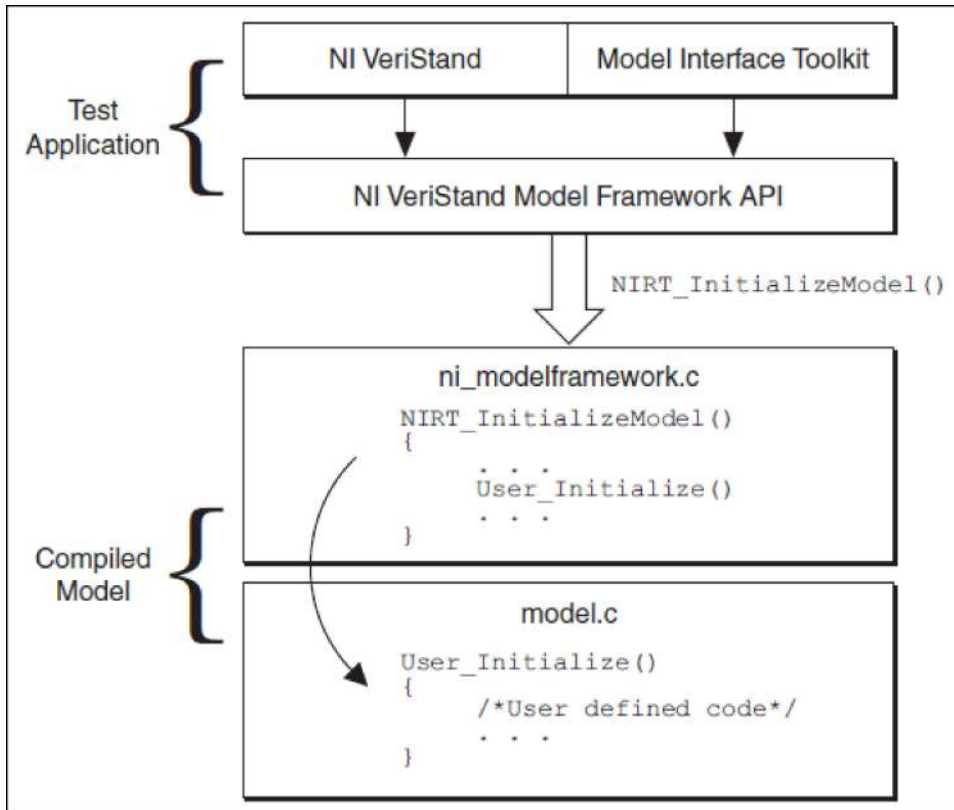 NI VeriStand
Model Interface Toolkit
Test
Application
NI VeriStand Model Framework API
NIRT_InitializeModel()
ni_modelframework.c
NIRT_InitializeModel()
{
. . .
User_Initialize()
. . .
}
Compiled
Model
model.c
User_Initialize()
{
/*User defined code*/
. . .
}